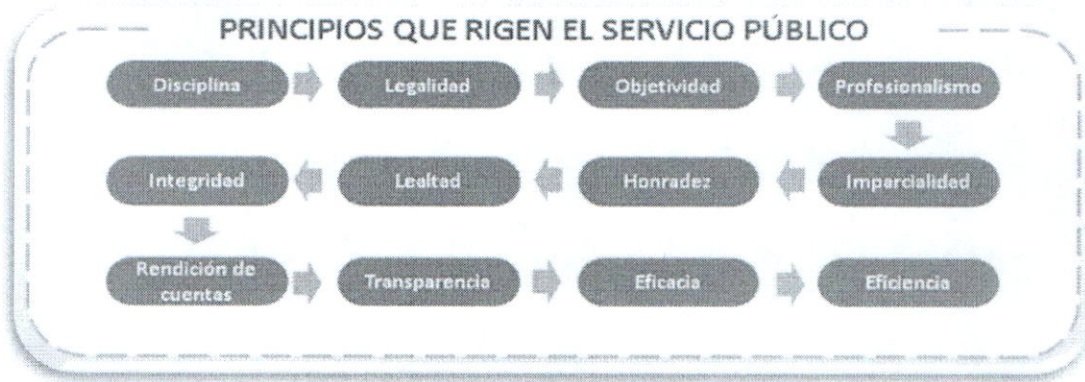 PRINCIPIOS QUE RIGEN EL SERVICIO PÚBLICO
Disciplina
Legalidad
Objetividad
Profesionalismo
Imparcialidad
Honradez
Lealtad
Integridad
Rendición de
cuentas
Transparencia
Eficacia
Eficiencia